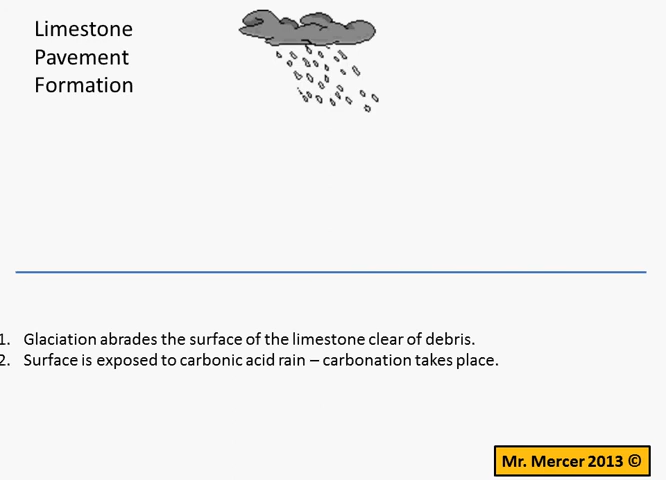 Limestone
Pavement
Formation
1. Glaciation abrades the surface of the limestone clear of debris.
2. Surface is exposed to carbonic acid rain – carbonation takes place.
Mr. Mercer 2013 ©